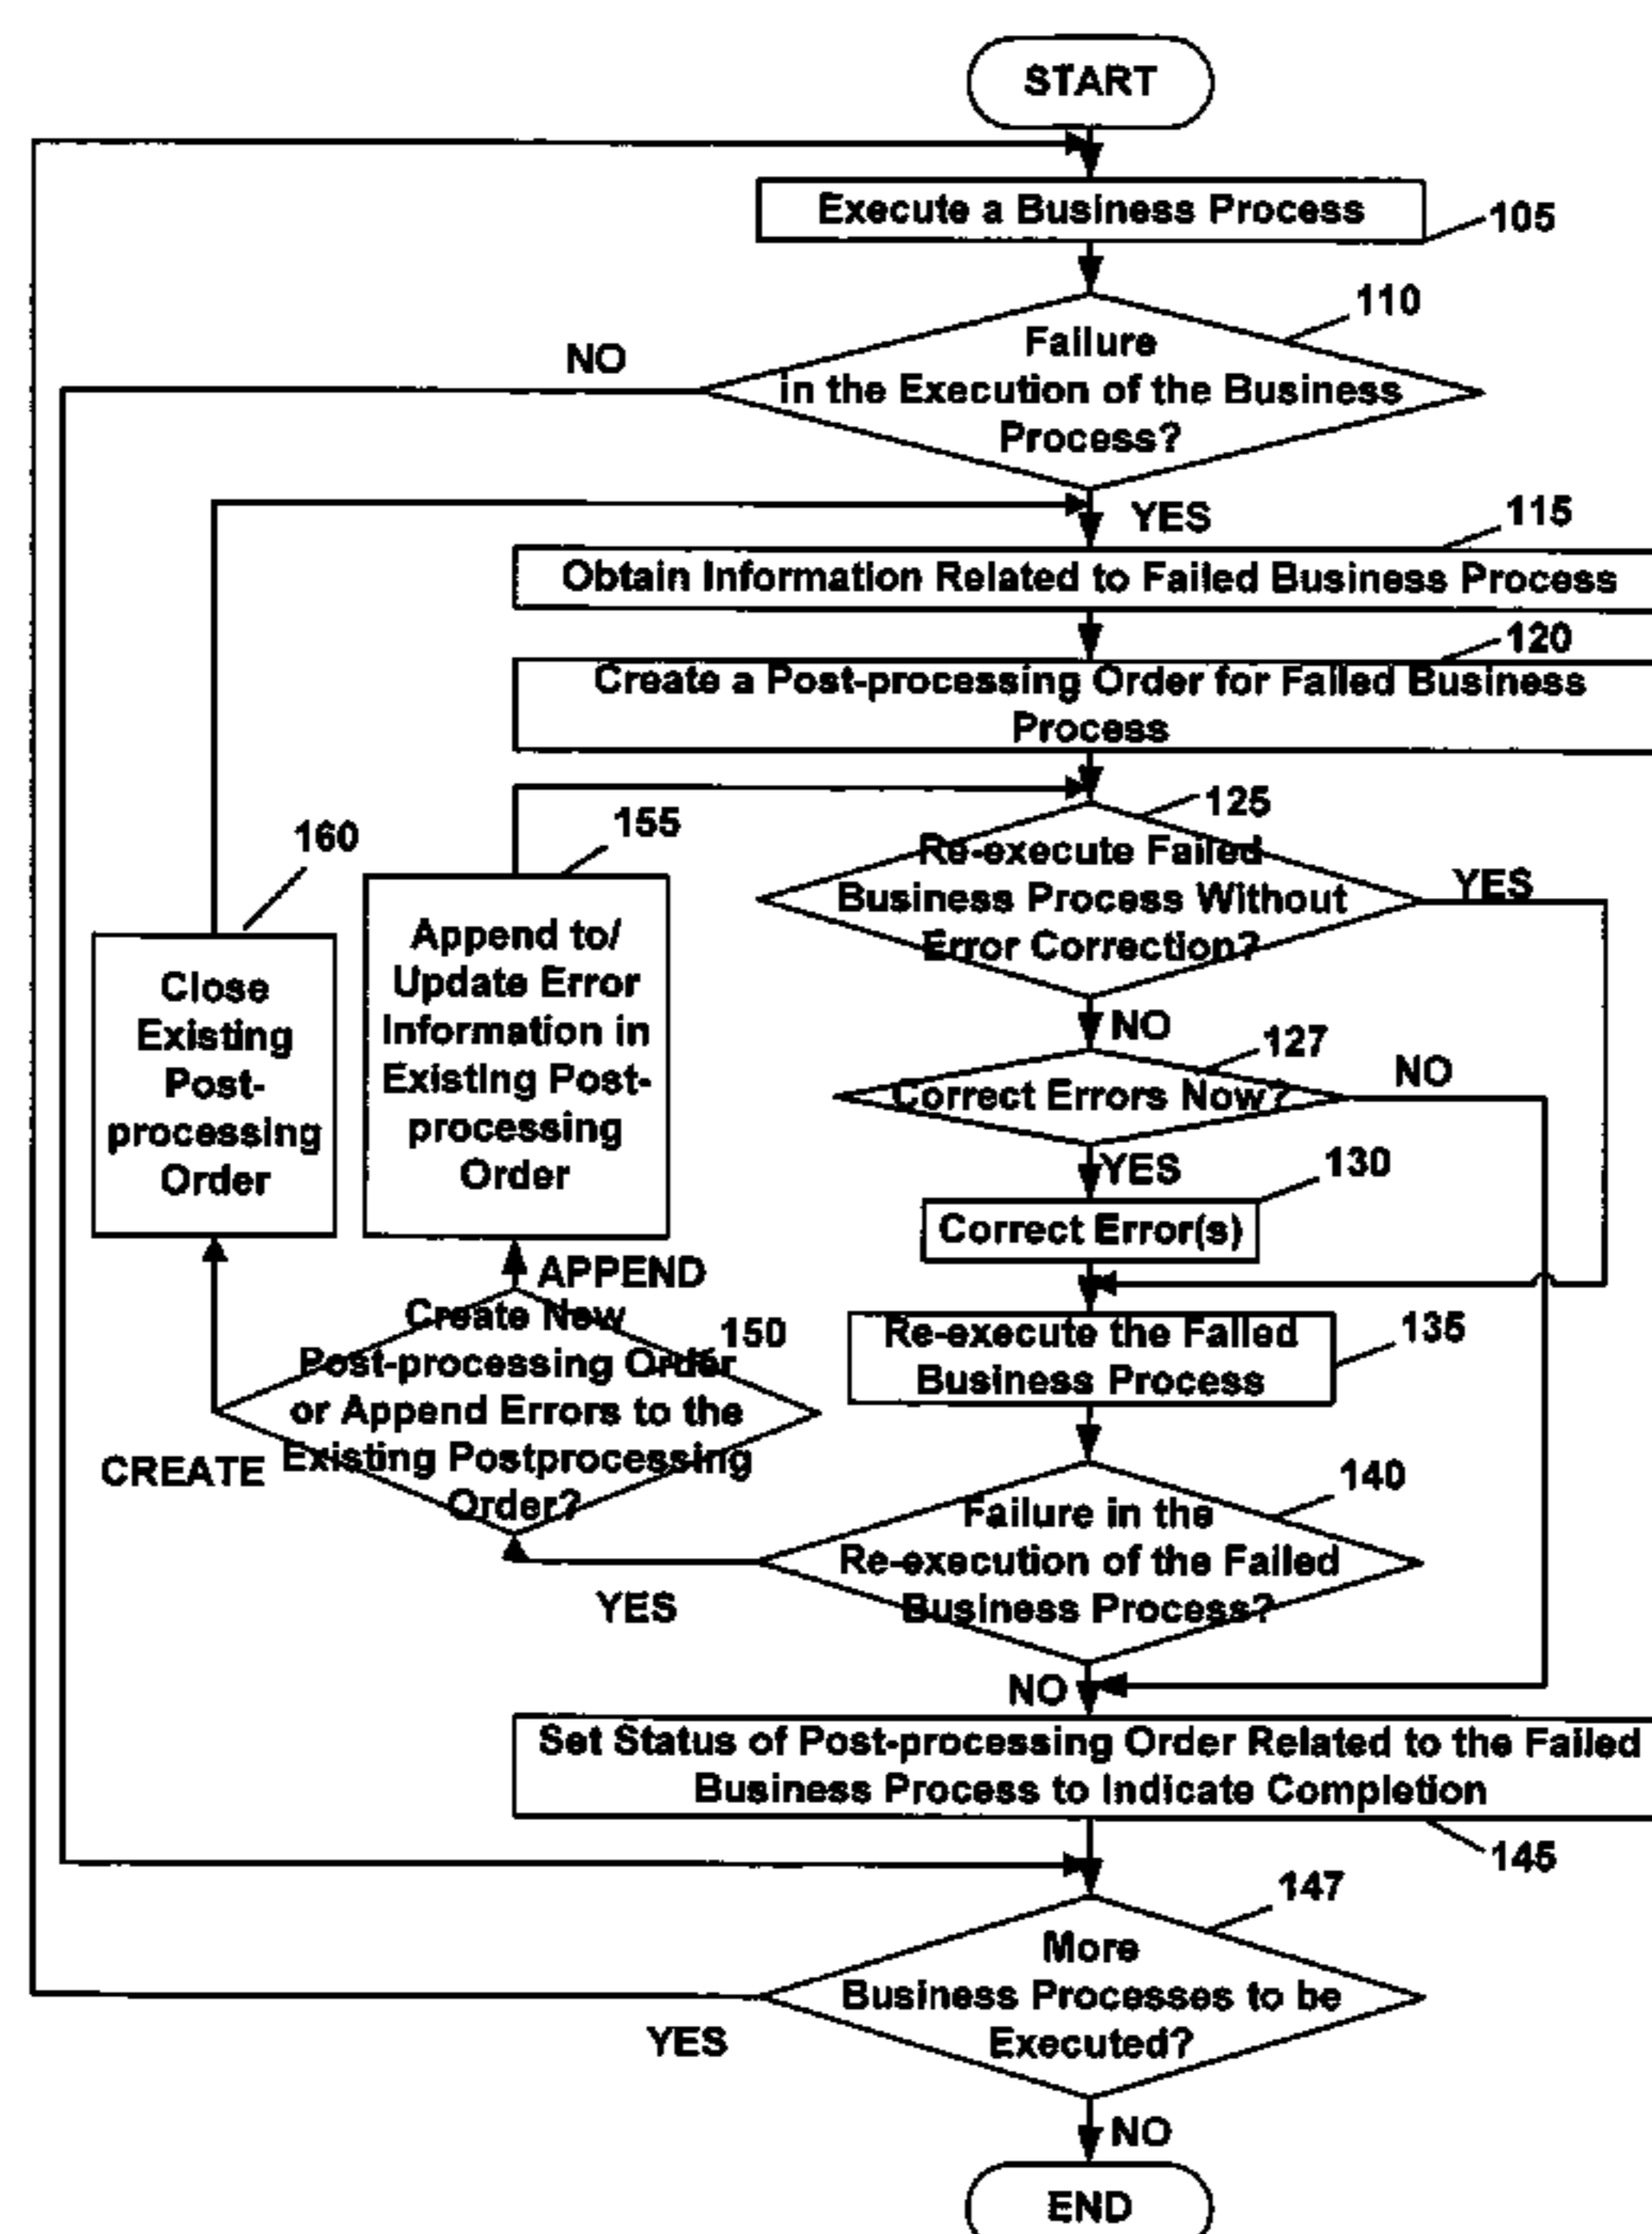 START
Execute a Business Process
105
110
Failure
in the Execution of the Business
Process?
NO
YES
115
Obtain Information Related to Failed Business Process
120
Create a Post-processing Order for Failed Business
Process
125
Re-execute Failed
Business Process Without
Error Correction?
YES
NO
127
Correct Errors Now?
NO
YES
130
Correct Error(s)
135
Re-execute the Failed
Business Process
140
Failure in the
Re-execution of the Failed
Business Process?
YES
NO
160
Close
Existing
Post-
processing
Order
155
Append to/
Update Error
Information in
Existing Post-
processing
Order
APPEND
150
Create New
Post-processing Order
or Append Errors to the
Existing Postprocessing
Order?
CREATE
Set Status of Post-processing Order Related to the Failed
Business Process to Indicate Completion
145
147
More
Business Processes to be
Executed?
YES
NO
END